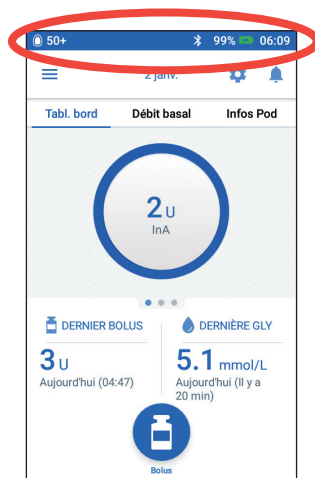 50+ 99% 06:09
2 janv.
Tabl. bord Débit basal Infos Pod
2 U
InA
DERNIER BOLUS DERNIÈRE GLY
3 U 5.1 mmol/L
Aujourd'hui (04:47) Aujourd'hui (Il y a
20 min)
Bolus